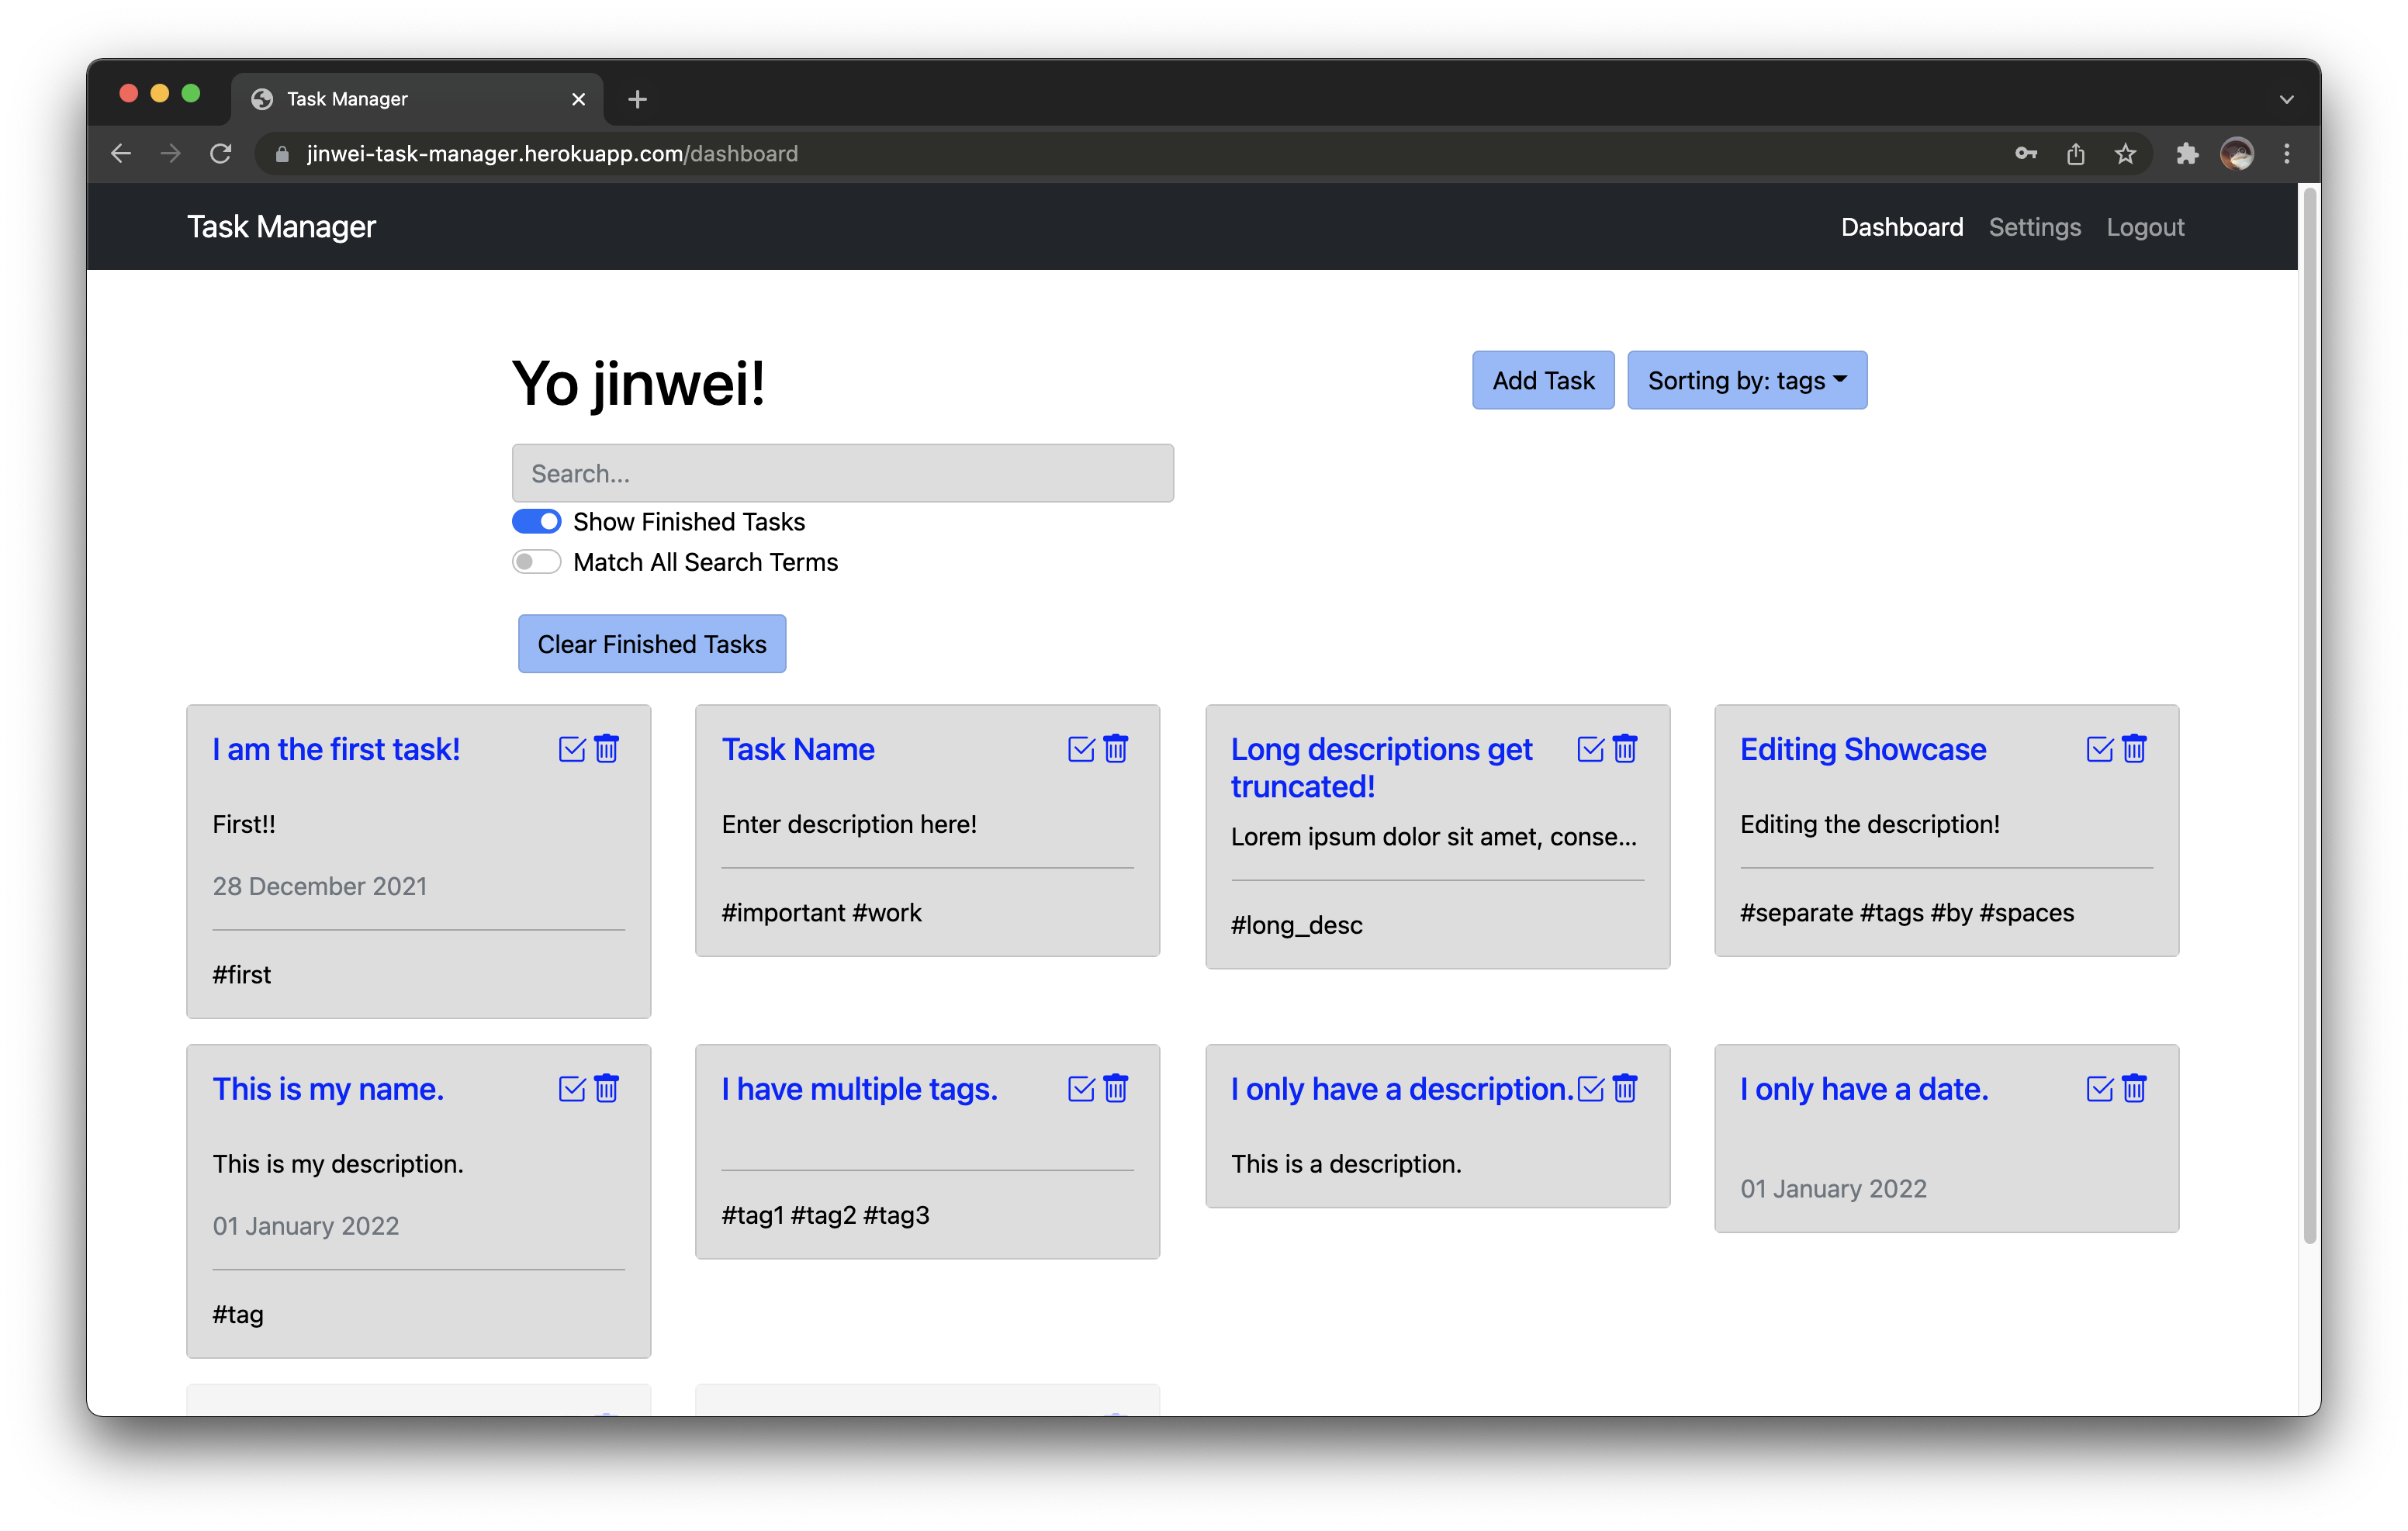 Task Manager
jinwei-task-manager.herokuapp.com/dashboard
Task Manager
Dashboard Settings Logout
Yo jinwei!
Add Task
Sorting by: tags
Search...
Show Finished Tasks
Match All Search Terms
Clear Finished Tasks
I am the first task!
First!!
28 December 2021
#first
Task Name
Enter description here!
#important #work
Long descriptions get
truncated!
Lorem ipsum dolor sit amet, conse...
#long_desc
Editing Showcase
Editing the description!
#separate #tags #by #spaces
This is my name.
This is my description.
01 January 2022
#tag
I have multiple tags.
#tag1 #tag2 #tag3
I only have a description.
This is a description.
I only have a date.
01 January 2022